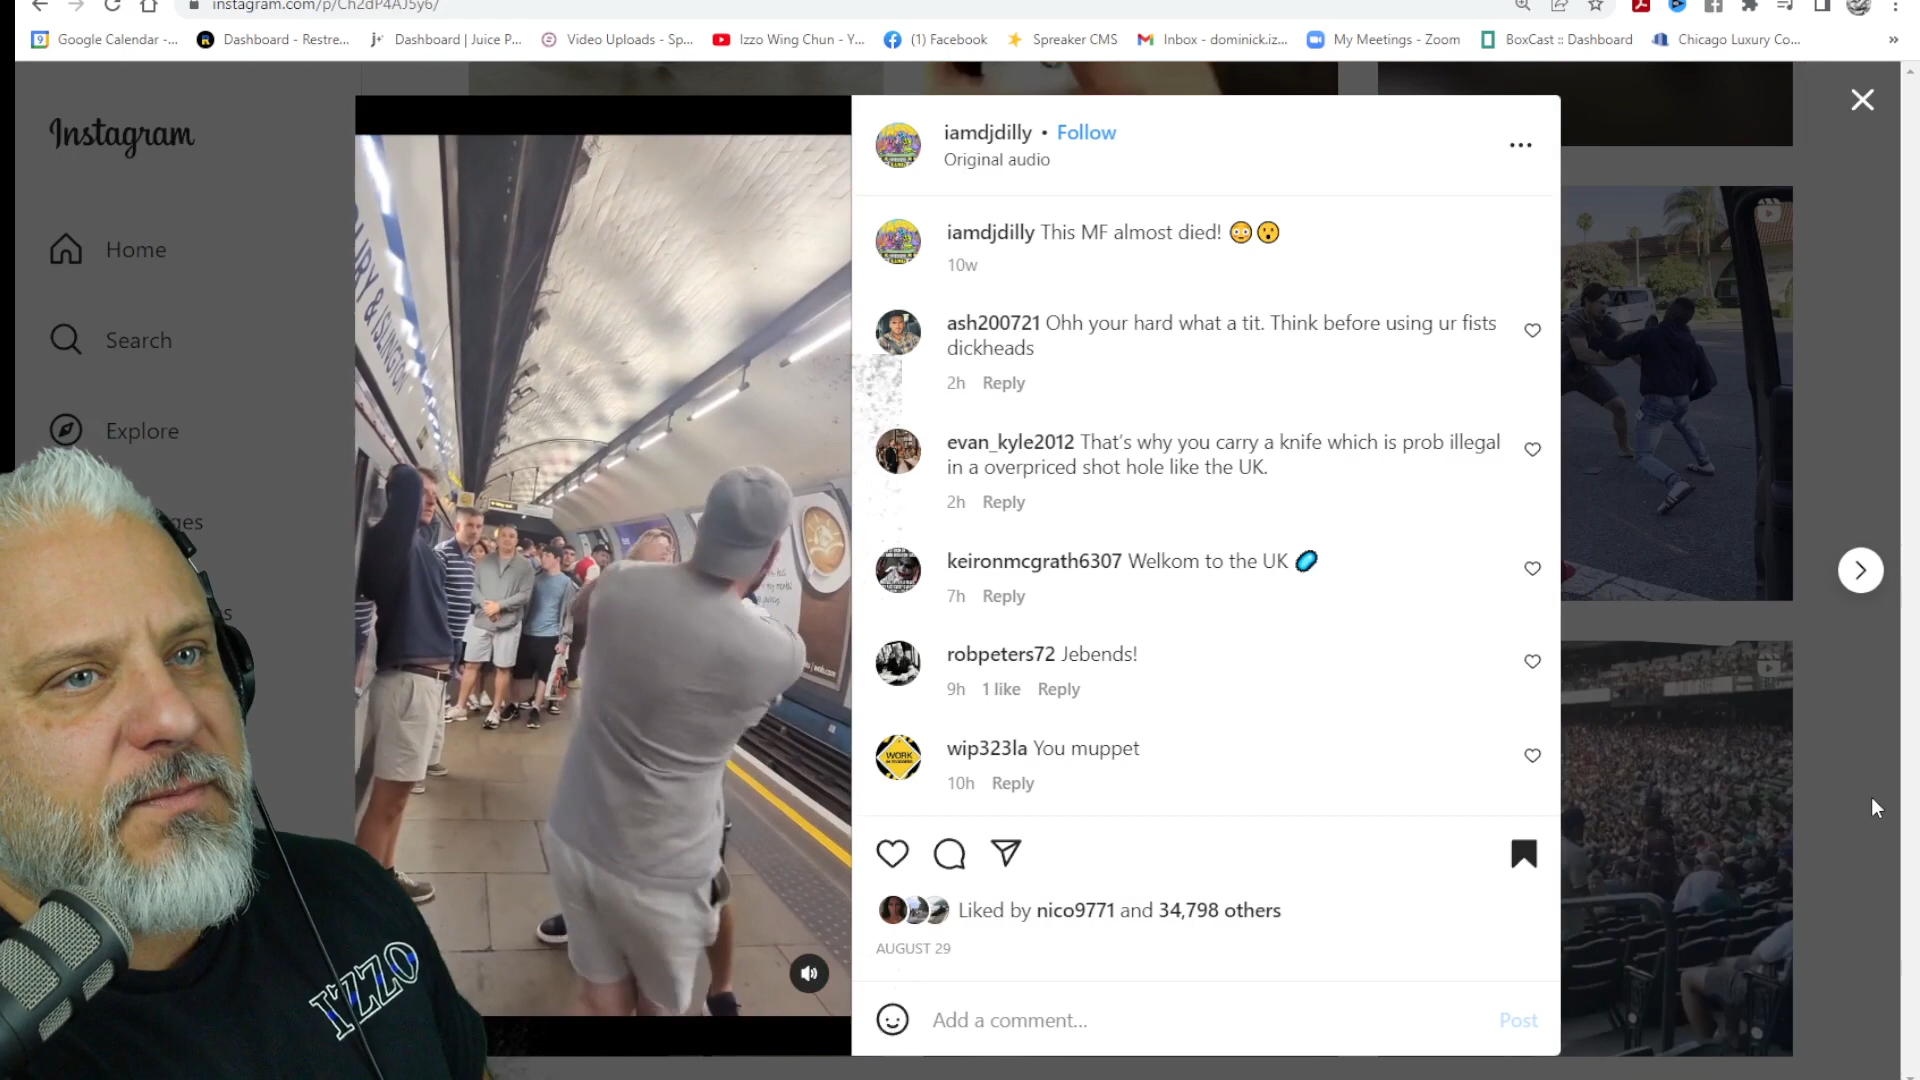 instagram.com/p/Ch2dP4AJ5y6/
Google Calendar -... Dashboard - Restre... Dashboard | Juice P... Video Uploads - Sp... Izzo Wing Chun - Y... (1) Facebook Spreaker CMS Inbox - dominick.iz... My Meetings - Zoom BoxCast :: Dashboard Chicago Luxury Co... »
Instagram
Home
Search
Explore
ges
s
URY & ISLINGTON
iamdjdilly • Follow
Original audio
iamdjdilly This MF almost died! 😳😮
10w
ash200721 Ohh your hard what a tit. Think before using ur fists
dickheads
2h Reply
evan_kyle2012 That's why you carry a knife which is prob illegal
in a overpriced shot hole like the UK.
2h Reply
keironmcgrath6307 Welkom to the UK
7h Reply
robpeters72 Jebends!
9h 1 like Reply
WORK
wip323la You muppet
10h Reply
Liked by nico9771 and 34,798 others
AUGUST 29
Add a comment... Post
IZZO